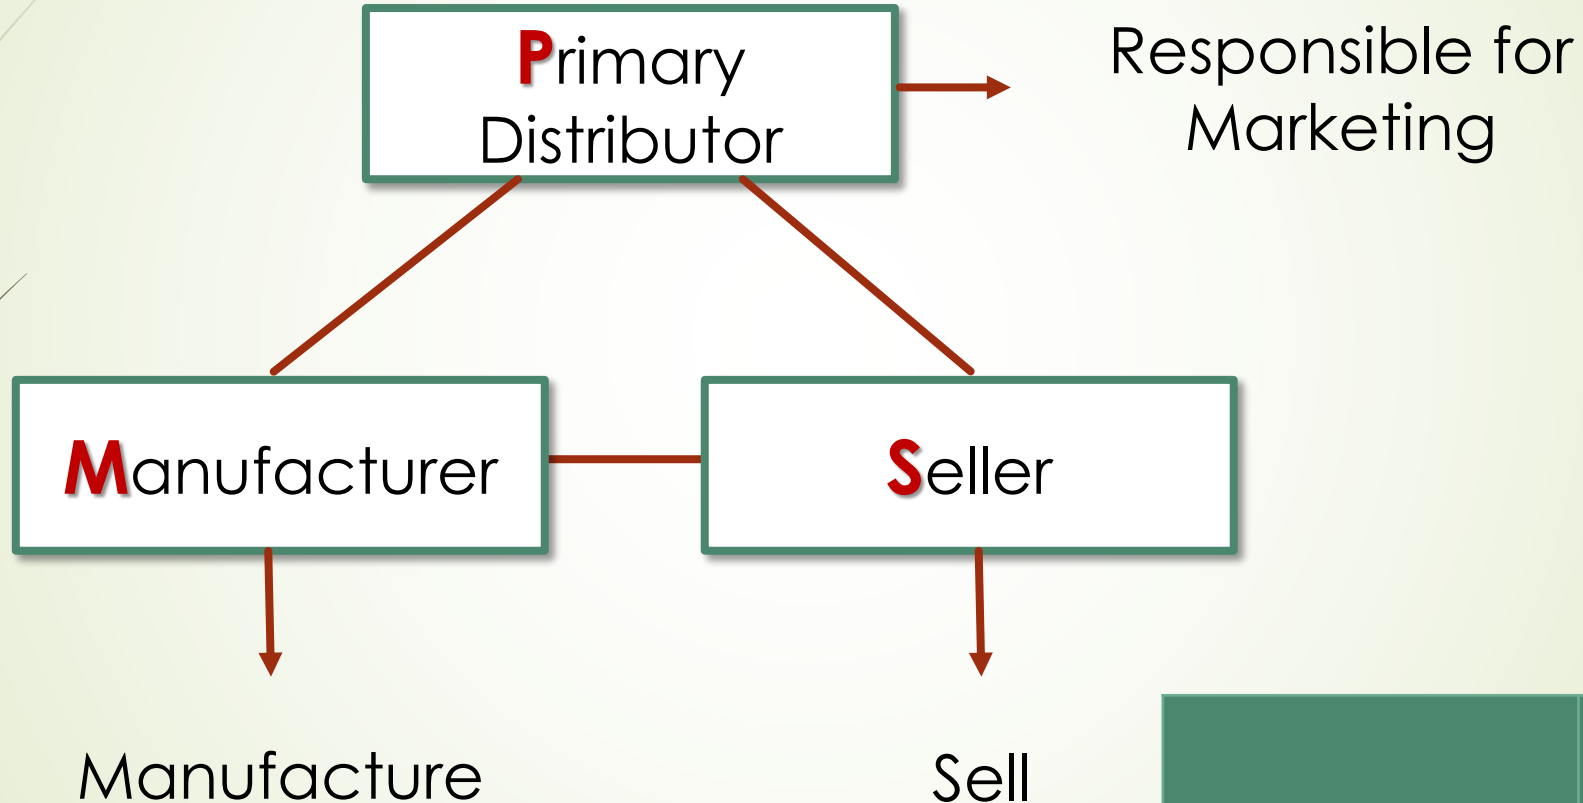 Primary
Distributor
Responsible for
Marketing
Manufacturer
Seller
Manufacture
Sell